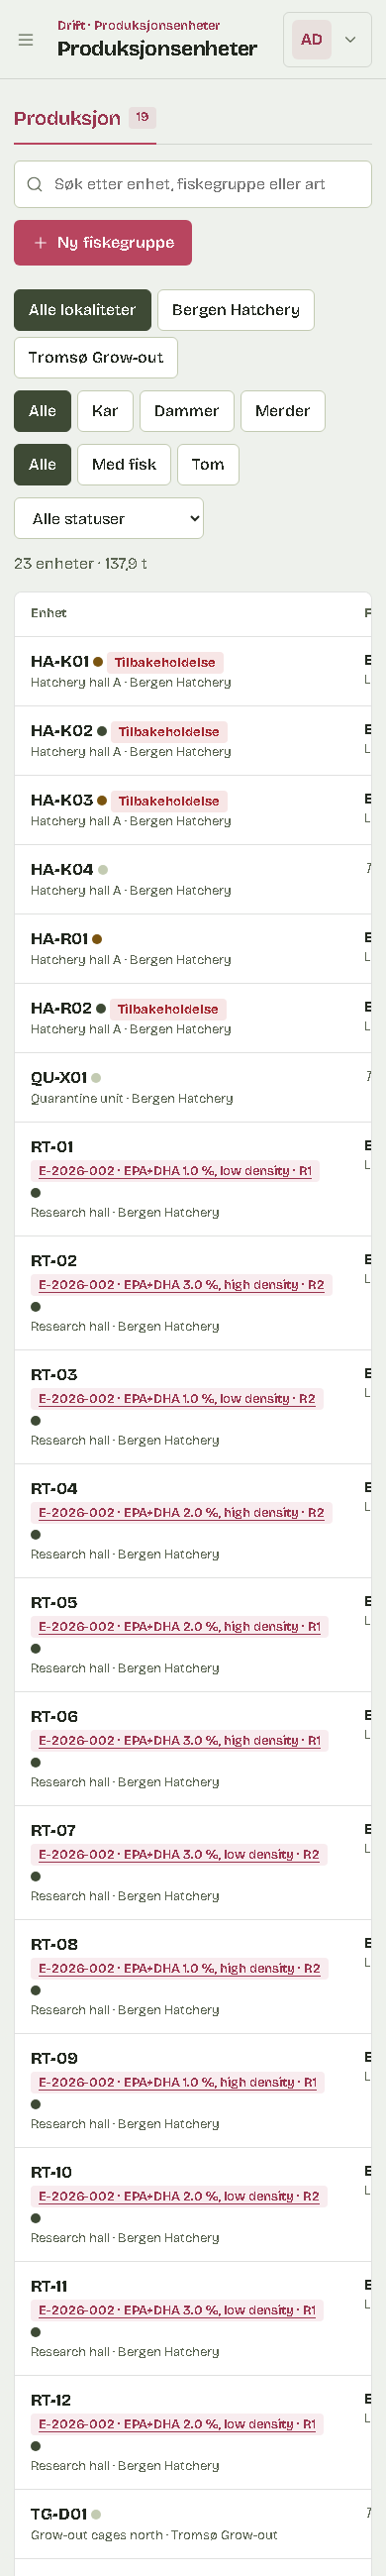 Drift · Produksjonsenheter
Produksjonsenheter
AD
Produksjon 19
Søk etter enhet, fiskegruppe eller art
Ny fiskegruppe
Alle lokaliteter
Bergen Hatchery
Tromsø Grow-out
Alle
Kar
Dammer
Merder
Alle
Med fisk
Tom
Alle statuser
23 enheter · 137,9 t
Enhet
HA-K01 Tilbakeholdelse
Hatchery hall A · Bergen Hatchery
HA-K02 Tilbakeholdelse
Hatchery hall A · Bergen Hatchery
HA-K03 Tilbakeholdelse
Hatchery hall A · Bergen Hatchery
HA-K04
Hatchery hall A · Bergen Hatchery
HA-R01
Hatchery hall A · Bergen Hatchery
HA-R02 Tilbakeholdelse
Hatchery hall A · Bergen Hatchery
QU-X01
Quarantine unit · Bergen Hatchery
RT-01
E-2026-002 · EPA+DHA 1.0 %, low density · R1
Research hall · Bergen Hatchery
RT-02
E-2026-002 · EPA+DHA 3.0 %, high density · R2
Research hall · Bergen Hatchery
RT-03
E-2026-002 · EPA+DHA 1.0 %, low density · R2
Research hall · Bergen Hatchery
RT-04
E-2026-002 · EPA+DHA 2.0 %, high density · R2
Research hall · Bergen Hatchery
RT-05
E-2026-002 · EPA+DHA 2.0 %, high density · R1
Research hall · Bergen Hatchery
RT-06
E-2026-002 · EPA+DHA 3.0 %, high density · R1
Research hall · Bergen Hatchery
RT-07
E-2026-002 · EPA+DHA 3.0 %, low density · R2
Research hall · Bergen Hatchery
RT-08
E-2026-002 · EPA+DHA 1.0 %, high density · R2
Research hall · Bergen Hatchery
RT-09
E-2026-002 · EPA+DHA 1.0 %, high density · R1
Research hall · Bergen Hatchery
RT-10
E-2026-002 · EPA+DHA 2.0 %, low density · R2
Research hall · Bergen Hatchery
RT-11
E-2026-002 · EPA+DHA 3.0 %, low density · R1
Research hall · Bergen Hatchery
RT-12
E-2026-002 · EPA+DHA 2.0 %, low density · R1
Research hall · Bergen Hatchery
TG-D01
Grow-out cages north · Tromsø Grow-out